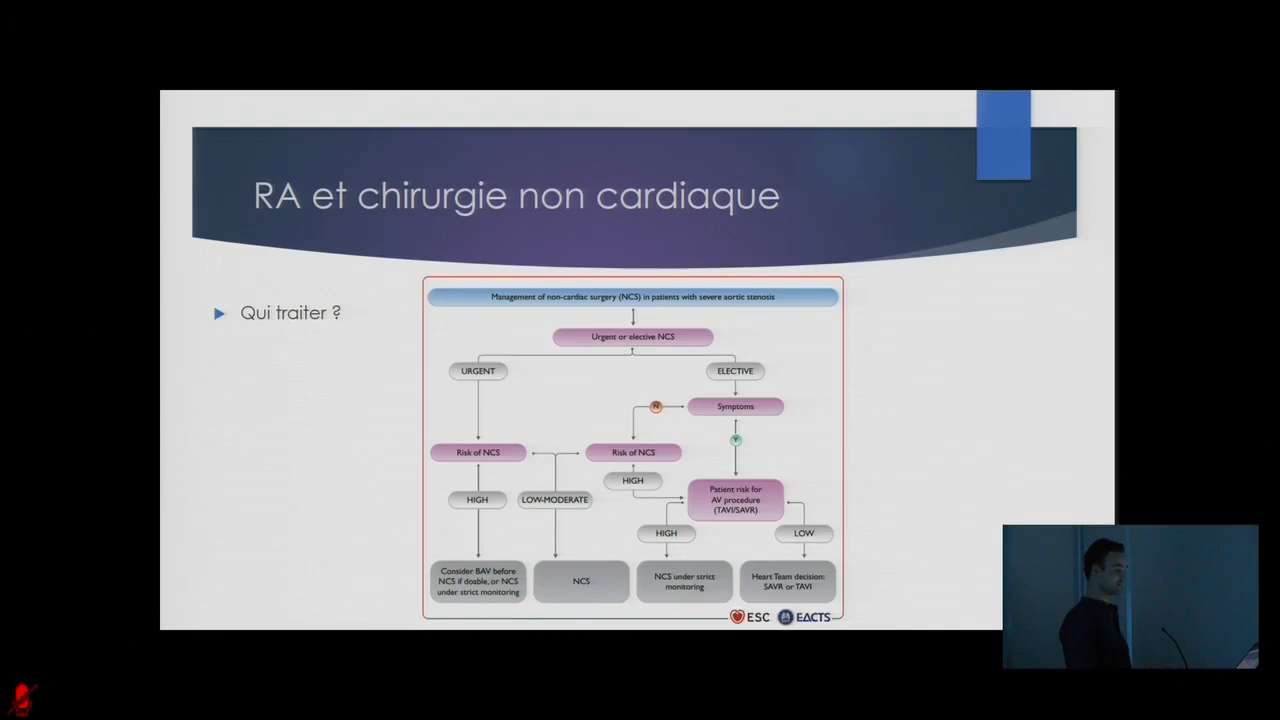 RA et chirurgie non cardiaque
Qui traiter ?
Management of non-cardiac surgery (NCS) in patients with severe aortic stenosis
Urgent or elective NCS
URGENT
ELECTIVE
N
Symptoms
Y
Risk of NCS
Risk of NCS
HIGH
HIGH
LOW-MODERATE
Patient risk for
AV procedure
(TAVI/SAVR)
HIGH
LOW
Consider BAV before
NCS if doable, or NCS
under strict monitoring
NCS
NCS under strict
monitoring
Heart Team decision:
SAVR or TAVI
ESC
EACTS